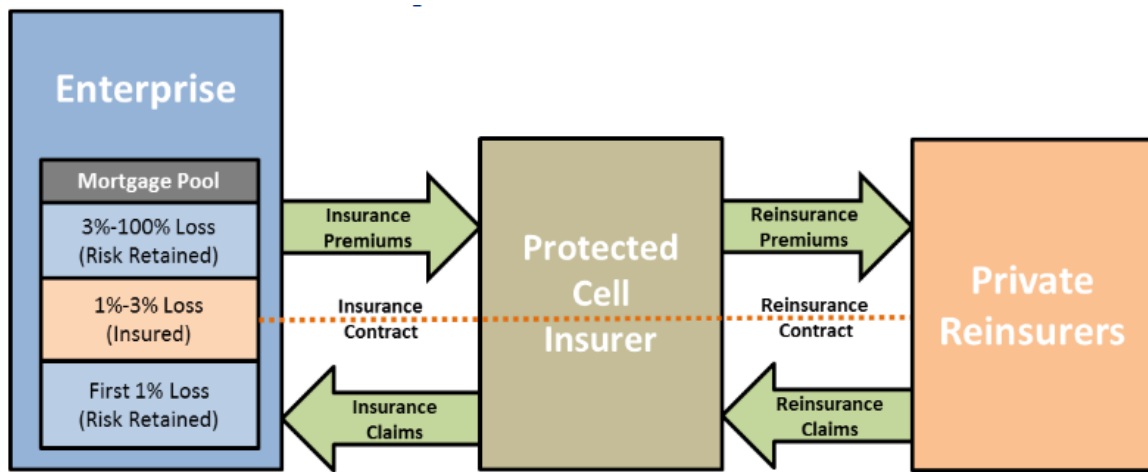 Enterprise
Mortgage Pool
3%-100% Loss
(Risk Retained)
1%-3% Loss
(Insured)
First 1% Loss
(Risk Retained)
Insurance
Premiums
Insurance
Contract
Insurance
Claims
Protected
Cell
Insurer
Reinsurance
Premiums
Reinsurance
Contract
Reinsurance
Claims
Private
Reinsurers